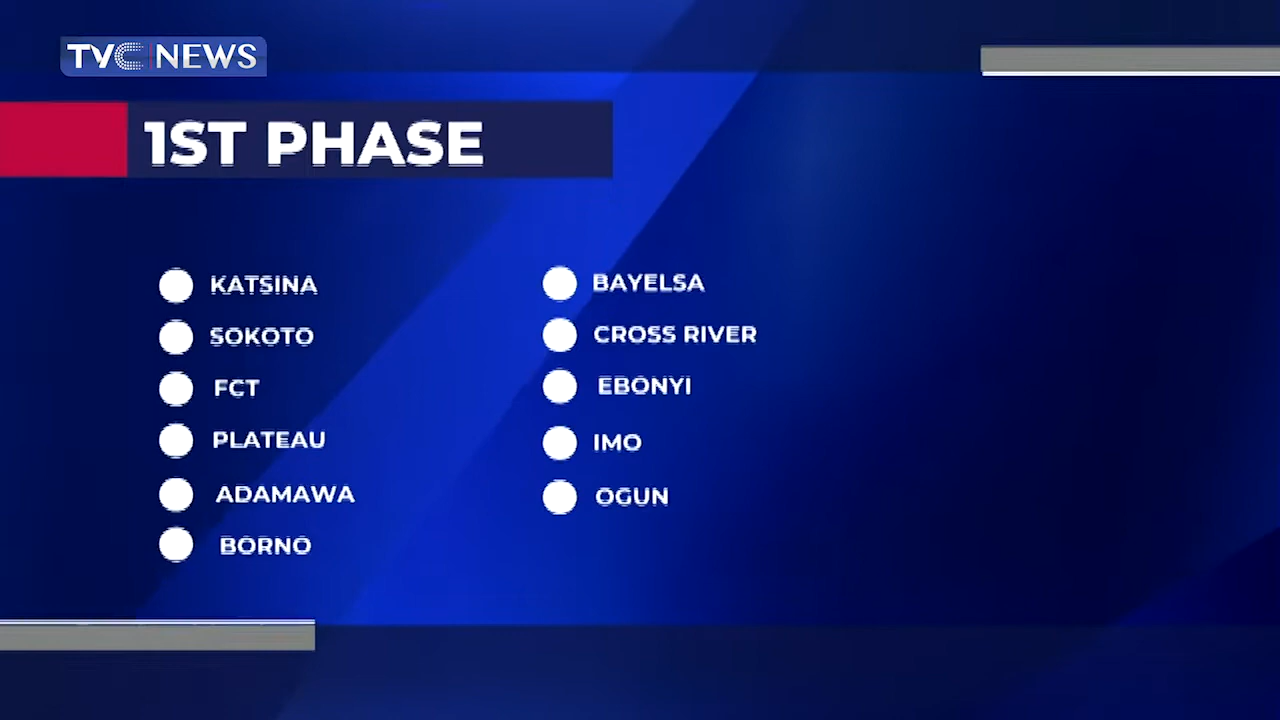 TVC NEWS
1ST PHASE
KATSINA
SOKOTO
FCT
PLATEAU
ADAMAWA
BORNO
BAYELSA
CROSS RIVER
EBONYI
IMO
OGUN